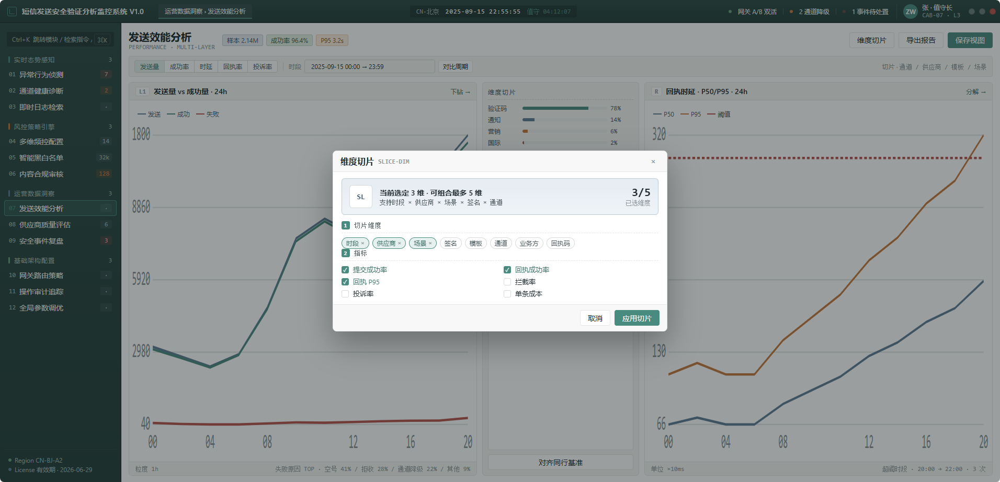 短信发送安全验证分析监控系统 V1.0
运营数据洞察 › 发送效能分析
CN·北京 2025-09-15 22:55:55 值守 04:12:07
网关 A/B 双活
2 通道降级
1 事件待处置
ZW
张 · 值守长
CAB-07 · L3
Ctrl+K 跳转模块 / 检索指令 / ⌘K
实时态势感知 3
01 异常行为侦测 7
02 通道健康诊断 2
03 即时日志检索 ·
风控策略引擎 3
04 多维频控配置 14
05 智能黑白名单 32k
06 内容合规审核 128
运营数据洞察 3
07 发送效能分析 ·
08 供应商质量评估 6
09 安全事件复盘 3
基础架构配置 3
10 网关路由策略 ·
11 操作审计追踪 ·
12 全局参数调优 ·
Region CN-BJ-A2
License 有效期 · 2026-06-29
发送效能分析
PERFORMANCE · MULTI-LAYER
样本 2.14M
成功率 96.4%
P95 3.2s
维度切片
导出报告
保存视图
发送量 成功率 时延 回执率 投诉率
时段 2025-09-15 00:00 → 23:59
对比周期
切片 · 通道 / 供应商 / 模板 / 场景
L1 发送量 vs 成功量 · 24h
下钻 →
发送 成功 失败
1800
8860
5920
2980
40
00 04 08 12 16 20
粒度 1h
失败原因 TOP · 空号 41% / 拒收 28% / 通道降级 22% / 其他 9%
维度切片
验证码 78%
通知 14%
营销 6%
国际 2%
对齐同行基准
R 回执时延 · P50/P95 · 24h
分解 →
P50 P95 阈值
320
130
66
00 04 08 12 16 20
单位 ×10ms
超阈时段 · 20:00 → 22:00 · 3 次
维度切片 SLICE-DIM ×
SL
当前选定 3 维 · 可组合最多 5 维
支持时段 × 供应商 × 场景 × 签名 × 通道
3/5
已选维度
1 切片维度
时段 × 供应商 × 场景 × 签名 模板 通道 业务方 回执码
2 指标
提交成功率 回执成功率
回执 P95 拦截率
投诉率 单条成本
取消 应用切片